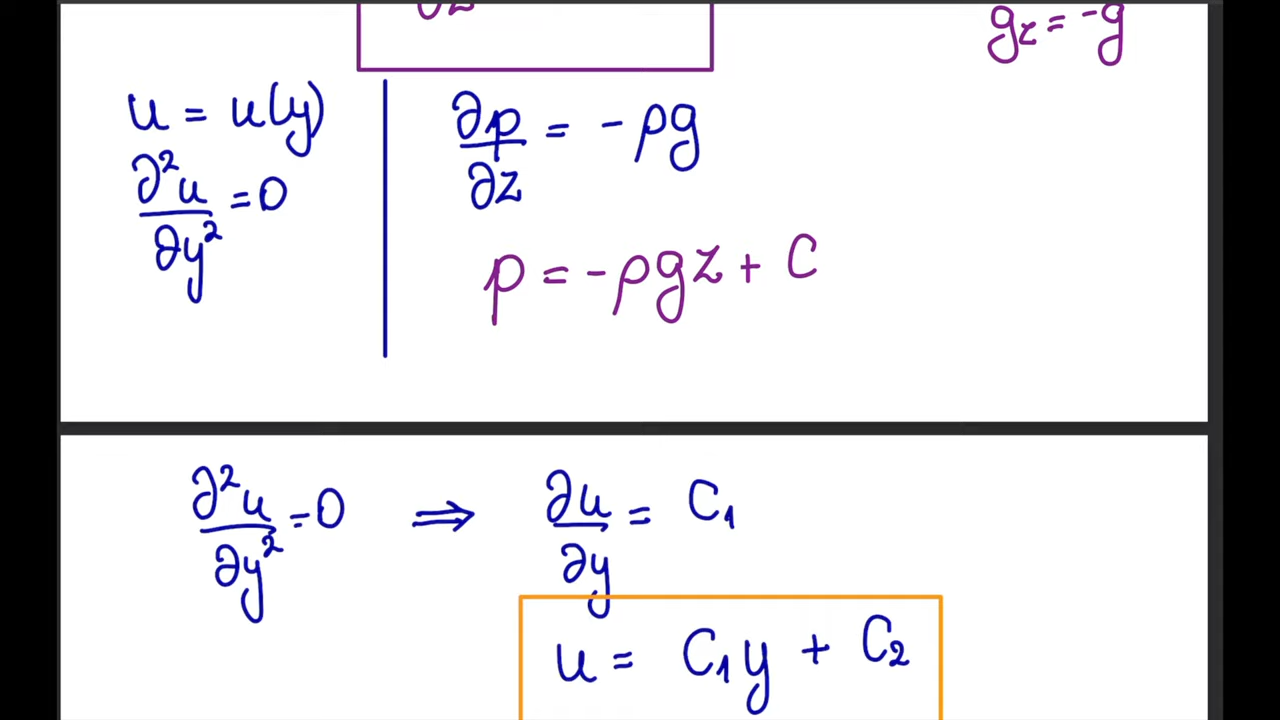 ∂z
g_z = -g
u = u(y)
∂²u/∂y² = 0
∂p/∂z = -ρg
p = -ρgz + C
∂²u/∂y² = 0 ⇒ ∂u/∂y = C₁
u = C₁y + C₂